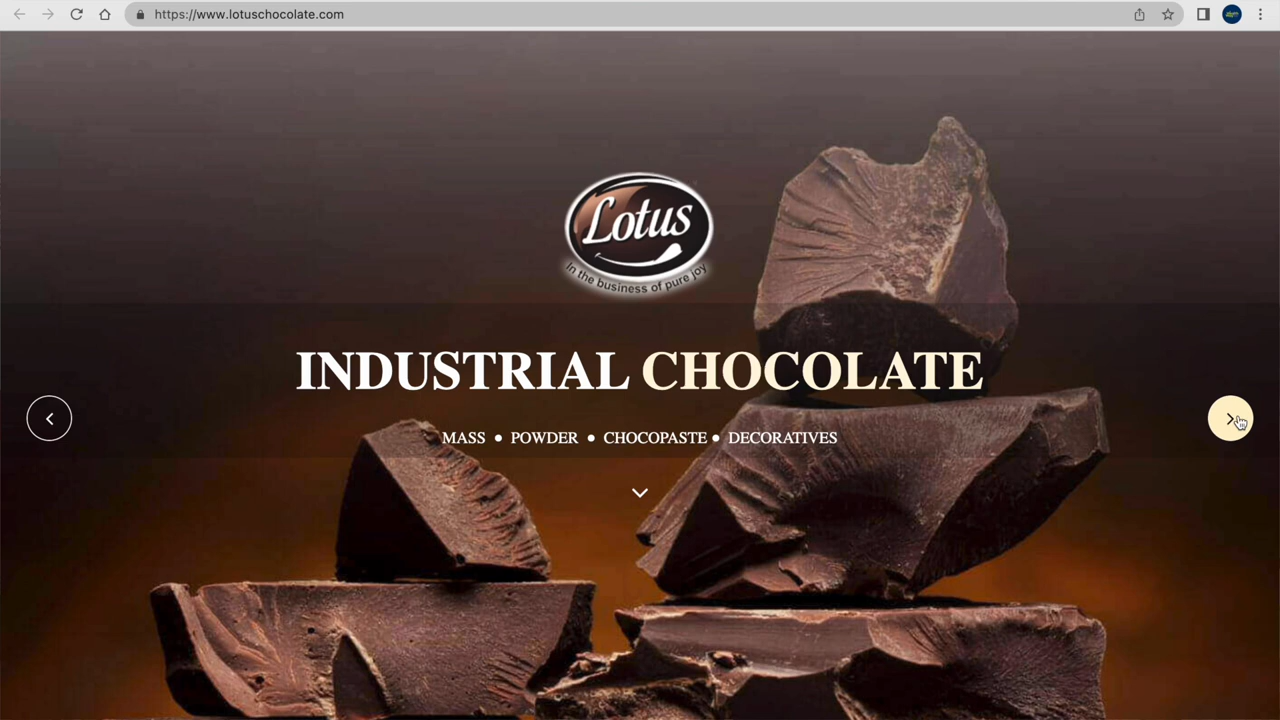 https://www.lotuschocolate.com
Lotus
In the business of pure joy
INDUSTRIAL CHOCOLATE
MASS ● POWDER ● CHOCOPASTE ● DECORATIVES